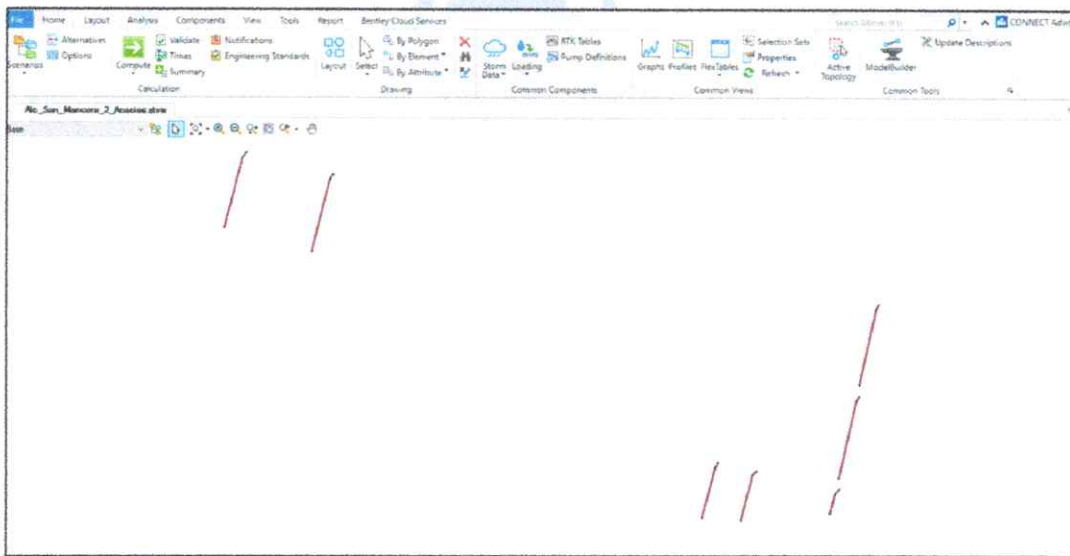 File Home Layout Analysis Components View Tools Report Bentley Cloud Services Search CONNECT
Scenarios Alternatives Options Compute Validate Times Summary Notifications Engineering Standards
Calculation
Layout Select By Polygon By Element By Attribute
Drawing
Storm Data Loading RTK Tables Pump Definitions
Common Components
Graphs Profiles FlexTables Selection Sets Properties Refresh
Common Views
Active Topology ModelBuilder Update Descriptions
Common Tools
Base